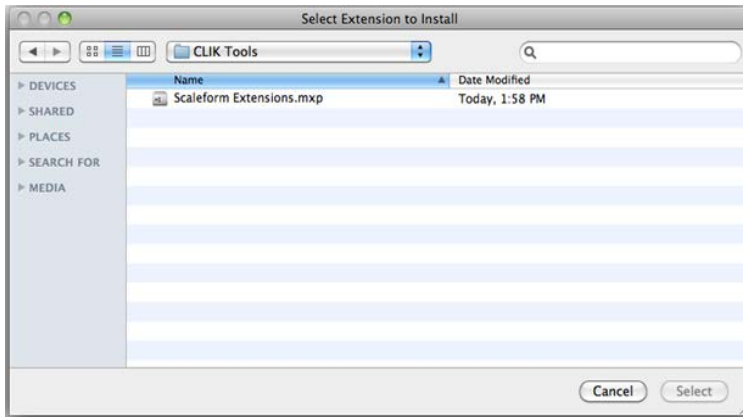 Select Extension to Install
CLIK Tools
Name Date Modified
DEVICES
Scaleform Extensions.mxp Today, 1:58 PM
SHARED
PLACES
SEARCH FOR
MEDIA
Cancel Select